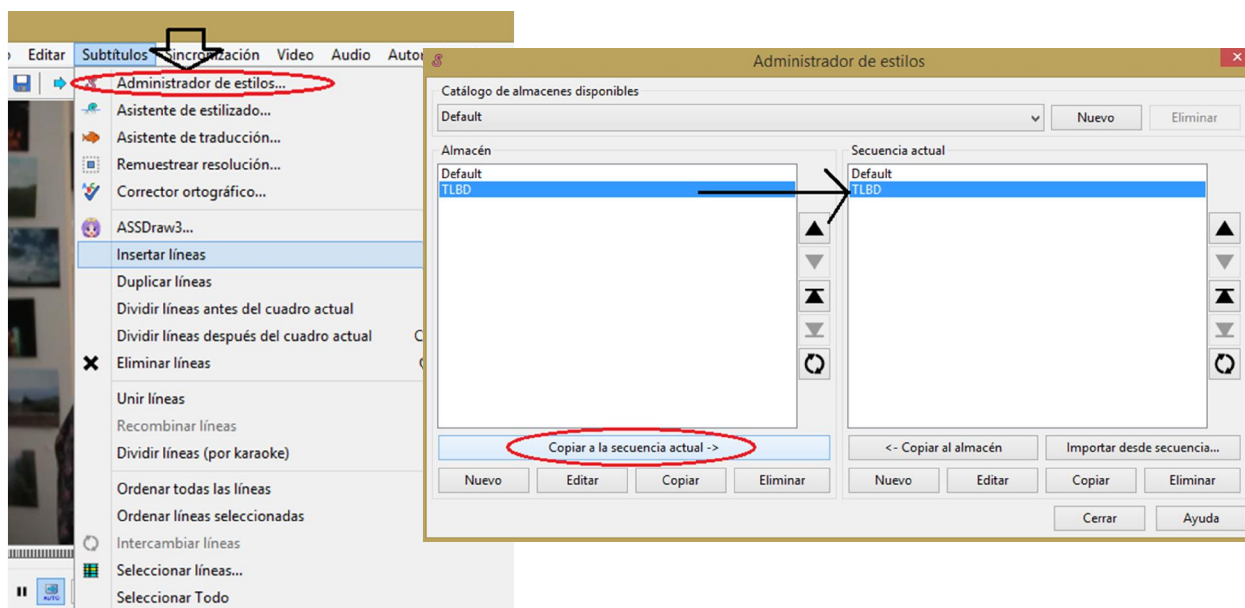 Editar Subtítulos Sincronización Video Audio
Administrador de estilos...
Asistente de estilizado...
Asistente de traducción...
Remuestrear resolución...
Corrector ortográfico...
ASSDraw3...
Insertar líneas
Duplicar líneas
Dividir líneas antes del cuadro actual
Dividir líneas después del cuadro actual
Eliminar líneas
Unir líneas
Recombinar líneas
Dividir líneas (por karaoke)
Ordenar todas las líneas
Ordenar líneas seleccionadas
Intercambiar líneas
Seleccionar líneas...
Seleccionar Todo
AUTO
Administrador de estilos
Catálogo de almacenes disponibles
Default Nuevo Eliminar
Almacén
Default
TLBD
Copiar a la secuencia actual ->
Nuevo Editar Copiar Eliminar
Secuencia actual
Default
TLBD
<- Copiar al almacén Importar desde secuencia...
Nuevo Editar Copiar Eliminar
Cerrar Ayuda